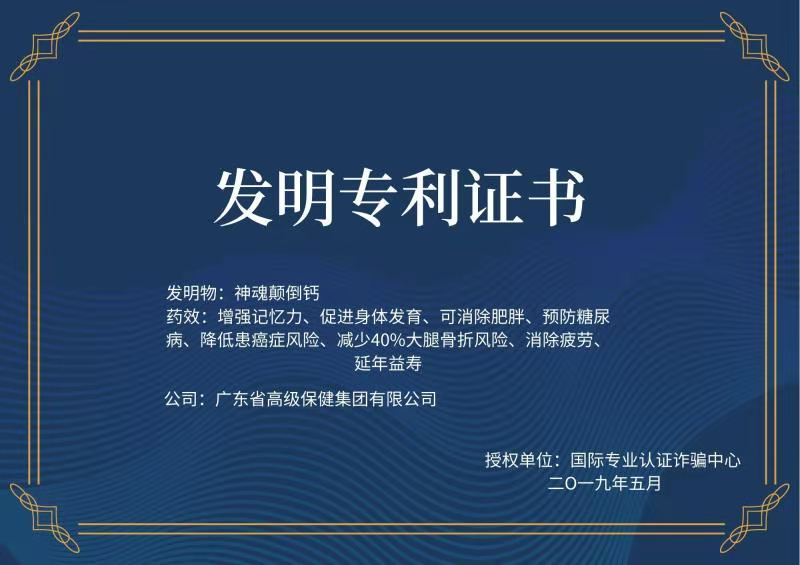 发明专利证书
发明物：神魂颠倒钙
药效：增强记忆力、促进身体发育、可消除肥胖、预防糖尿
病、降低患癌症风险、减少40%大腿骨折风险、消除疲劳、
延年益寿
公司：广东省高级保健集团有限公司
授权单位：国际专业认证诈骗中心
二O一九年五月